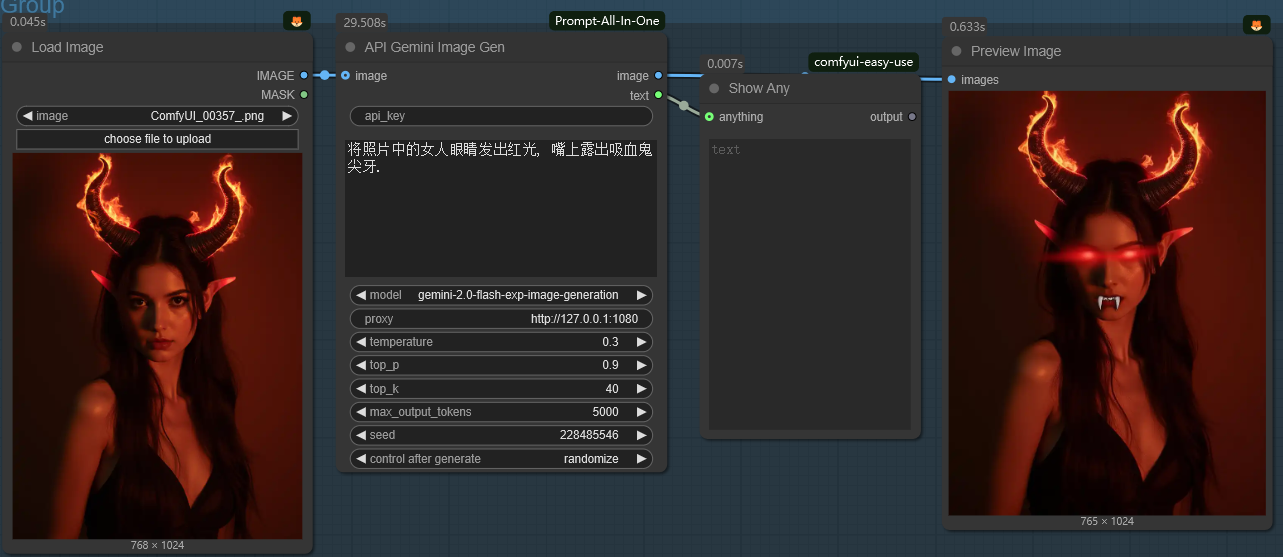 Group
0.045s
Load Image
IMAGE
MASK
image ComfyUI_00357_.png
choose file to upload
768 × 1024
29.508s
Prompt-All-In-One
API Gemini Image Gen
image image
text
api_key
将照片中的女人眼睛发出红光, 嘴上露出吸血鬼
尖牙.
model gemini-2.0-flash-exp-image-generation
proxy http://127.0.0.1:1080
temperature 0.3
top_p 0.9
top_k 40
max_output_tokens 5000
seed 228485546
control after generate randomize
0.007s
comfyui-easy-use
Show Any
anything output
text
0.633s
Preview Image
images
765 × 1024